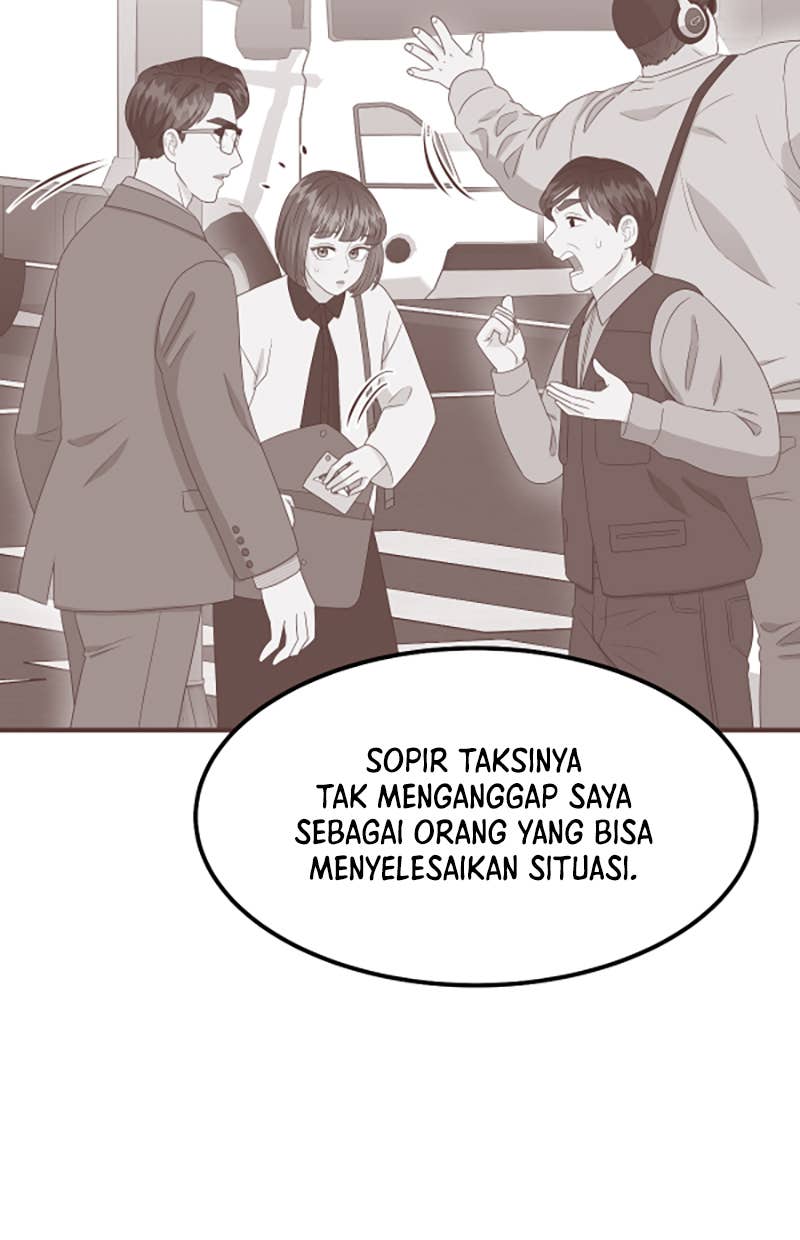 SOPIR TAKSINYA
TAK MENGANGGAP SAYA
SEBAGAI ORANG YANG BISA
MENYELESAIKAN SITUASI.